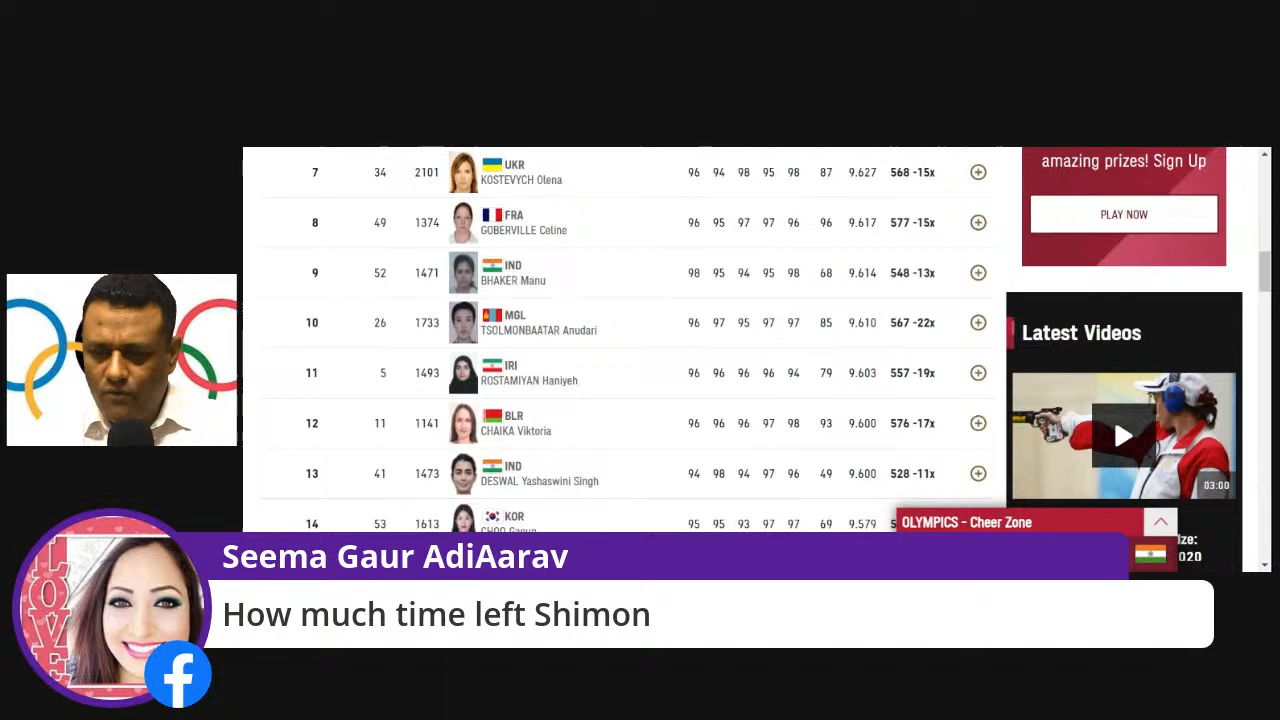 7 34 2101 UKR KOSTEVYCH Olena 96 94 98 95 98 87 9.627 568 -15x
8 49 1374 FRA GOBERVILLE Celine 96 95 97 97 96 96 9.617 577 -15x
9 52 1471 IND BHAKER Manu 98 95 94 95 98 68 9.614 548 -13x
10 26 1733 MGL TSOLMONBAATAR Anudari 96 97 95 97 97 85 9.610 567 -22x
11 5 1493 IRI ROSTAMIYAN Haniyeh 96 96 96 96 94 79 9.603 557 -19x
12 11 1141 BLR CHAIKA Viktoria 96 96 96 97 98 93 9.600 576 -17x
13 41 1473 IND DESWAL Yashaswini Singh 94 98 94 97 96 49 9.600 528 -11x
14 53 1613 KOR 95 95 93 97 97 69 9.579
amazing prizes! Sign Up
PLAY NOW
Latest Videos
03:00
OLYMPICS - Cheer Zone
ize:
020
LOVE
Seema Gaur AdiAarav
How much time left Shimon